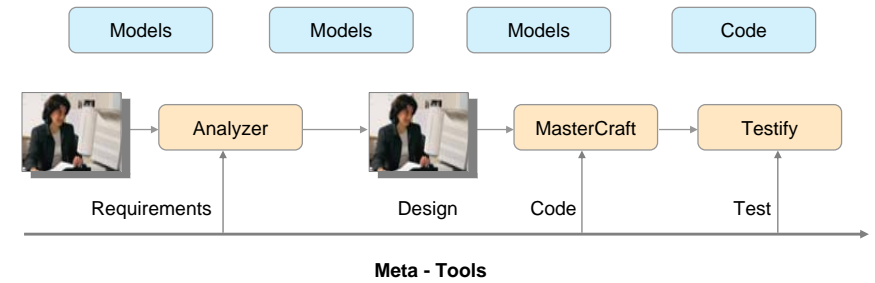 Models
Models
Models
Code
Analyzer
MasterCraft
Testify
Requirements
Design
Code
Test
Meta - Tools